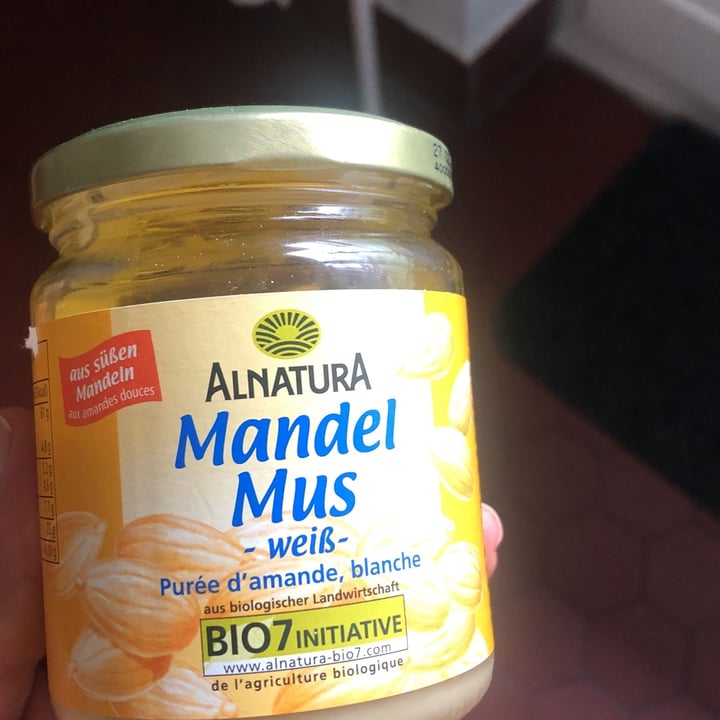 aus süßen
Mandeln
aux amandes douces
ALNATURA
Mandel
Mus
- weiß-
Purée d'amande, blanche
aus biologischer Landwirtschaft
BIO7 INITIATIVE
www.alnatura-bio7.com
de l'agriculture biologique